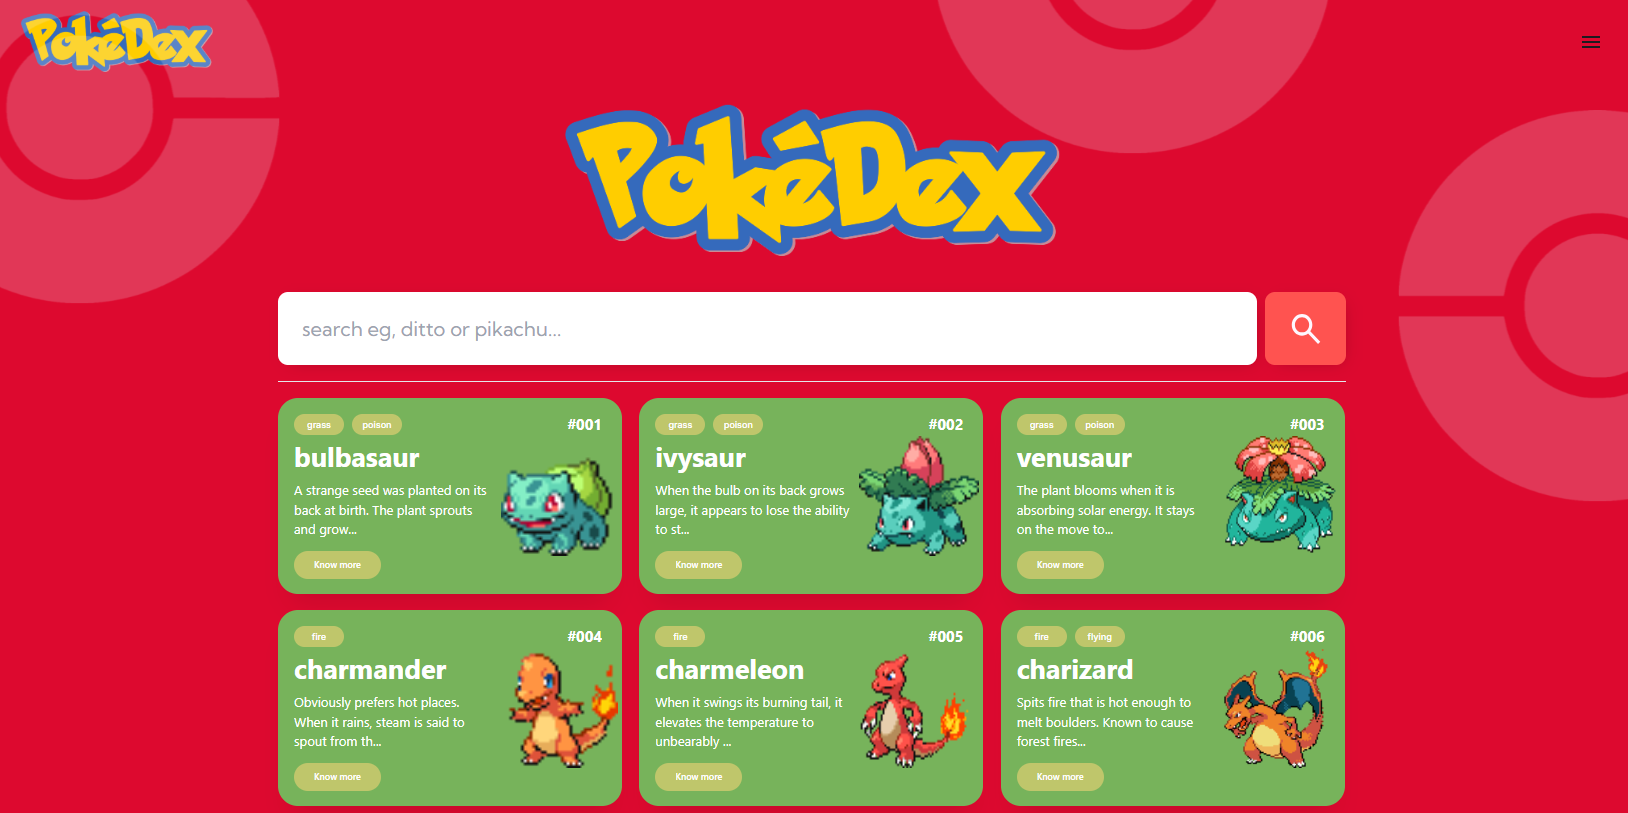 PokéDex
PokéDex
search eg, ditto or pikachu...
grass poison #001
bulbasaur
A strange seed was planted on its
back at birth. The plant sprouts
and grow...
Know more
grass poison #002
ivysaur
When the bulb on its back grows
large, it appears to lose the ability
to st...
Know more
grass poison #003
venusaur
The plant blooms when it is
absorbing solar energy. It stays
on the move to...
Know more
fire #004
charmander
Obviously prefers hot places.
When it rains, steam is said to
spout from th...
Know more
fire #005
charmeleon
When it swings its burning tail, it
elevates the temperature to
unbearably ...
Know more
fire flying #006
charizard
Spits fire that is hot enough to
melt boulders. Known to cause
forest fires...
Know more